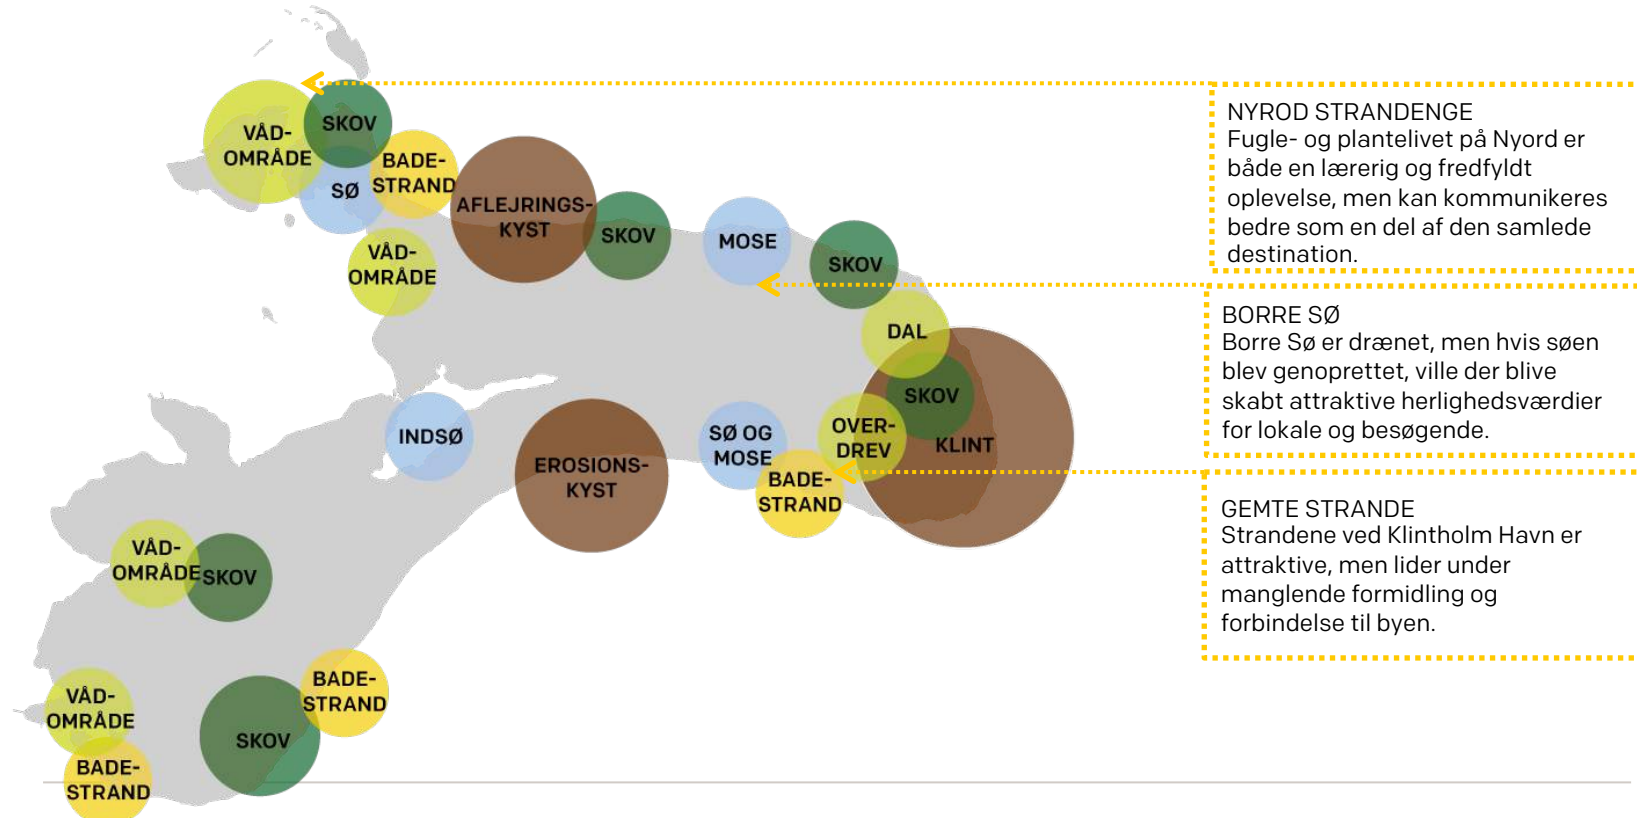 VÅD-
OMRÅDE
SKOV
SØ
BADE-
STRAND
AFLEJRINGS-
KYST
SKOV
MOSE
SKOV
VÅD-
OMRÅDE
DAL
SKOV
KLINT
OVER-
DREV
INDSØ
SØ OG
MOSE
EROSIONS-
KYST
BADE-
STRAND
VÅD-
OMRÅDE
SKOV
BADE-
STRAND
VÅD-
OMRÅDE
SKOV
BADE-
STRAND
NYROD STRANDENGE
Fugle- og plantelivet på Nyord er
både en lærerig og fredfyldt
oplevelse, men kan kommunikeres
bedre som en del af den samlede
destination.
BORRE SØ
Borre Sø er drænet, men hvis søen
blev genoprettet, ville der blive
skabt attraktive herlighedsværdier
for lokale og besøgende.
GEMTE STRANDE
Strandene ved Klintholm Havn er
attraktive, men lider under
manglende formidling og
forbindelse til byen.